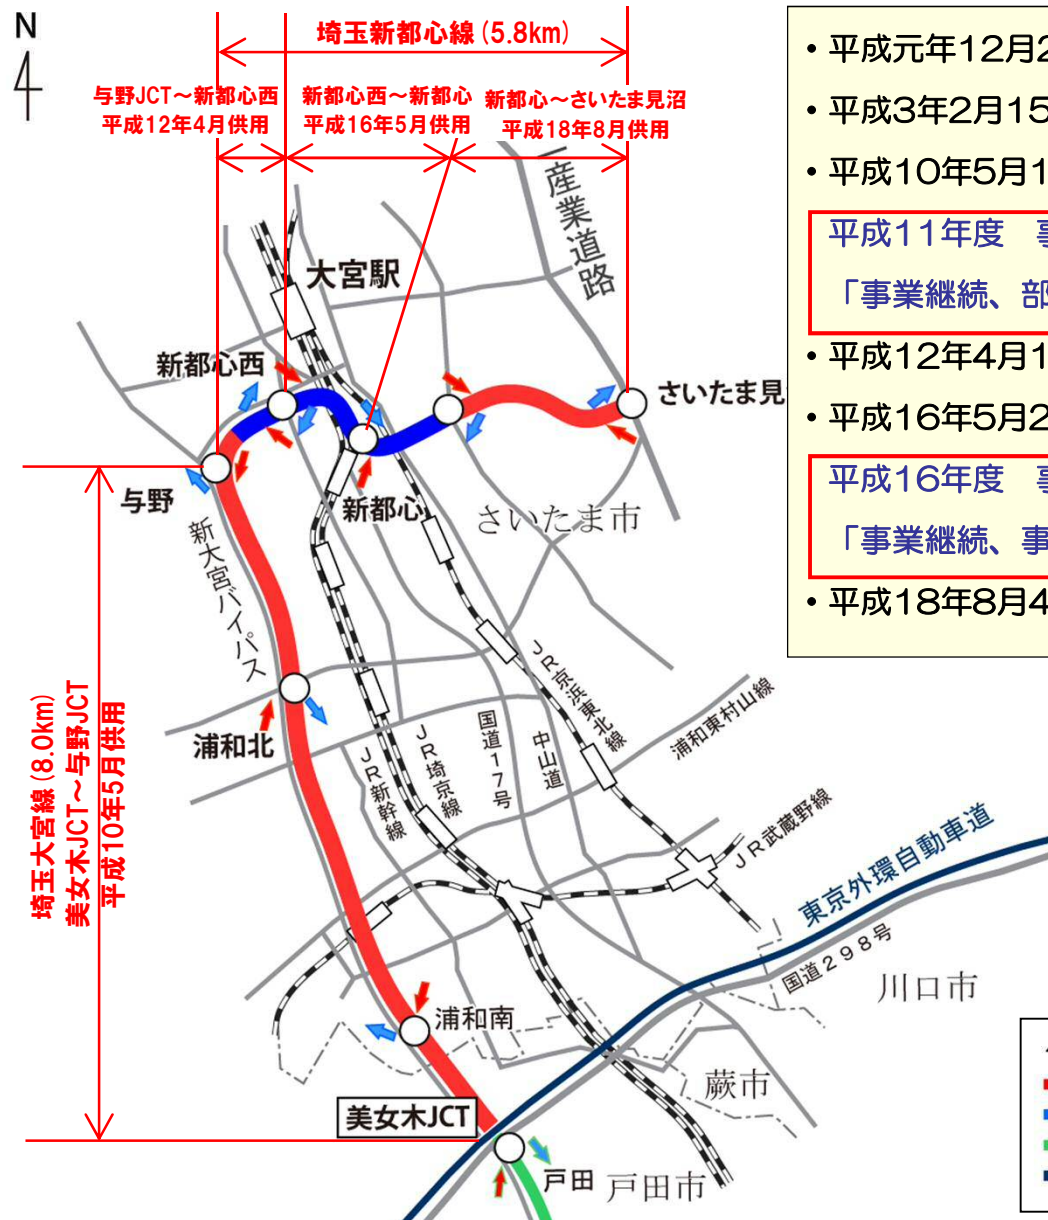 N
埼玉新都心線(5.8km)
与野JCT～新都心西
平成12年4月供用
新都心西～新都心
平成16年5月供用
新都心～さいたま見沼
平成18年8月供用
産業道路
大宮駅
新都心西
さいたま見
与野
新都心
さいたま市
新大宮バイパス
浦和北
JR新幹線
JR埼京線
国道17号
中山道
JR京浜東北線
浦和東村山線
JR武蔵野線
東京外環自動車道
国道298号
川口市
浦和南
蕨市
美女木JCT
戸田
戸田市
埼玉大宮線(8.0km)
美女木JCT～与野JCT
平成10年5月供用
・平成元年12月2
・平成3年2月15
・平成10年5月1
平成11年度 事
「事業継続、部
・平成12年4月1
・平成16年5月2
平成16年度 事
「事業継続、事
・平成18年8月4